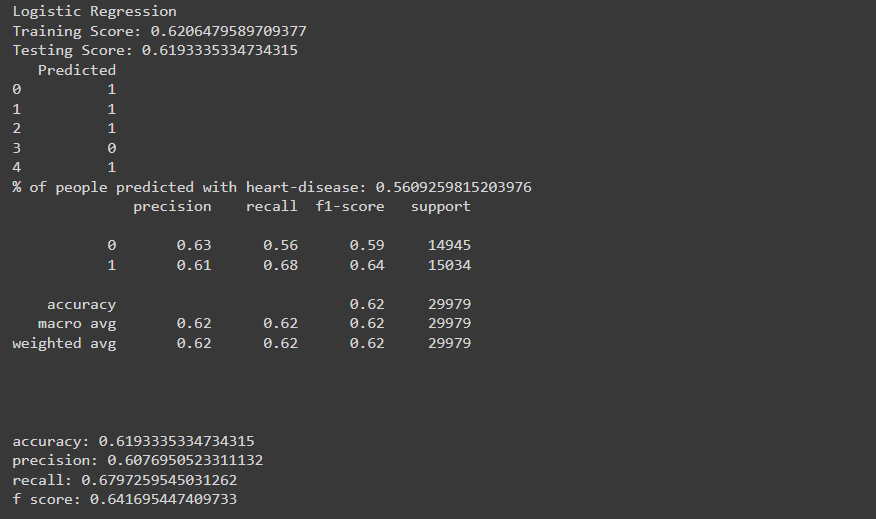 Logistic Regression
Training Score: 0.6206479589709377
Testing Score: 0.6193335334734315
Predicted
0 1
1 1
2 1
3 0
4 1
% of people predicted with heart-disease: 0.5609259815203976
precision recall f1-score support
0 0.63 0.56 0.59 14945
1 0.61 0.68 0.64 15034
accuracy 0.62 29979
macro avg 0.62 0.62 0.62 29979
weighted avg 0.62 0.62 0.62 29979
accuracy: 0.6193335334734315
precision: 0.6076950523311132
recall: 0.6797259545031262
f score: 0.641695447409733